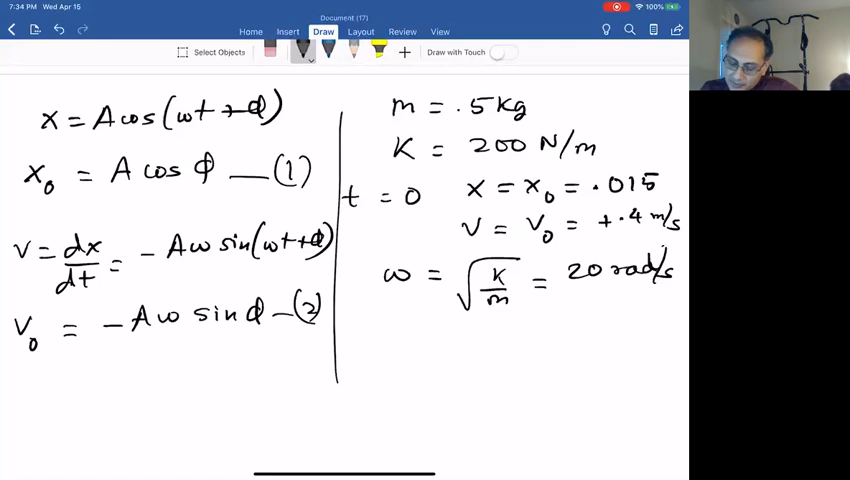 7:34 PM Wed Apr 15
100%
Document (17)
Home Insert Draw Layout Review View
Select Objects
Draw with Touch
x = A cos(ωt + ϕ)
x₀ = A cos ϕ — (1)
v = dx/dt = - Aω sin(ωt + ϕ)
v₀ = - Aω sin ϕ - (2)
m = .5 kg
K = 200 N/m
t = 0 x = x₀ = .015
v = v₀ = +.4 m/s
ω = √(K/m) = 20 rad/s